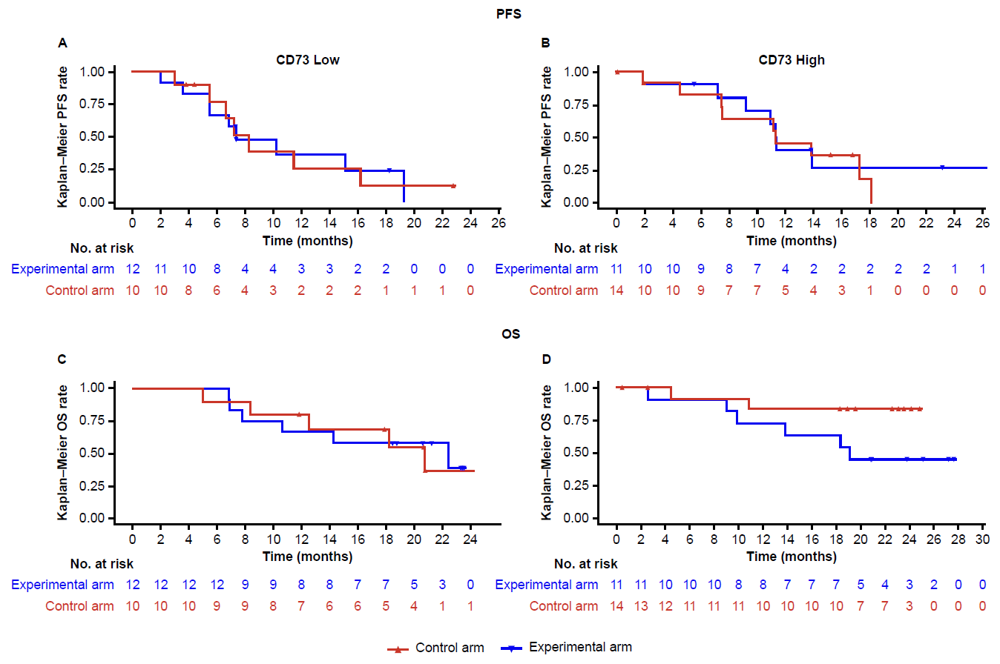 PFS
A
CD73 Low
Kaplan–Meier PFS rate
1.00
0.75
0.50
0.25
0.00
0 2 4 6 8 10 12 14 16 18 20 22 24 26
Time (months)
No. at risk
Experimental arm 12 11 10 8 4 4 3 3 2 2 0 0 0
Control arm 10 10 8 6 4 3 2 2 2 1 1 1 0
B
CD73 High
Kaplan–Meier PFS rate
1.00
0.75
0.50
0.25
0.00
0 2 4 6 8 10 12 14 16 18 20 22 24 26
Time (months)
No. at risk
Experimental arm 11 10 10 9 8 7 4 2 2 2 2 2 1 1
Control arm 14 10 10 9 7 7 5 4 3 1 0 0 0 0
OS
C
Kaplan–Meier OS rate
1.00
0.75
0.50
0.25
0.00
0 2 4 6 8 10 12 14 16 18 20 22 24
Time (months)
No. at risk
Experimental arm 12 12 12 12 9 9 8 8 7 7 5 3 0
Control arm 10 10 10 9 9 8 7 6 6 5 4 1 1
D
Kaplan–Meier OS rate
1.00
0.75
0.50
0.25
0.00
0 2 4 6 8 10 12 14 16 18 20 22 24 26 28 30
Time (months)
No. at risk
Experimental arm 11 11 10 10 10 8 8 7 7 7 5 4 3 2 0 0
Control arm 14 13 12 11 11 11 10 10 10 10 7 7 3 0 0 0
Control arm Experimental arm